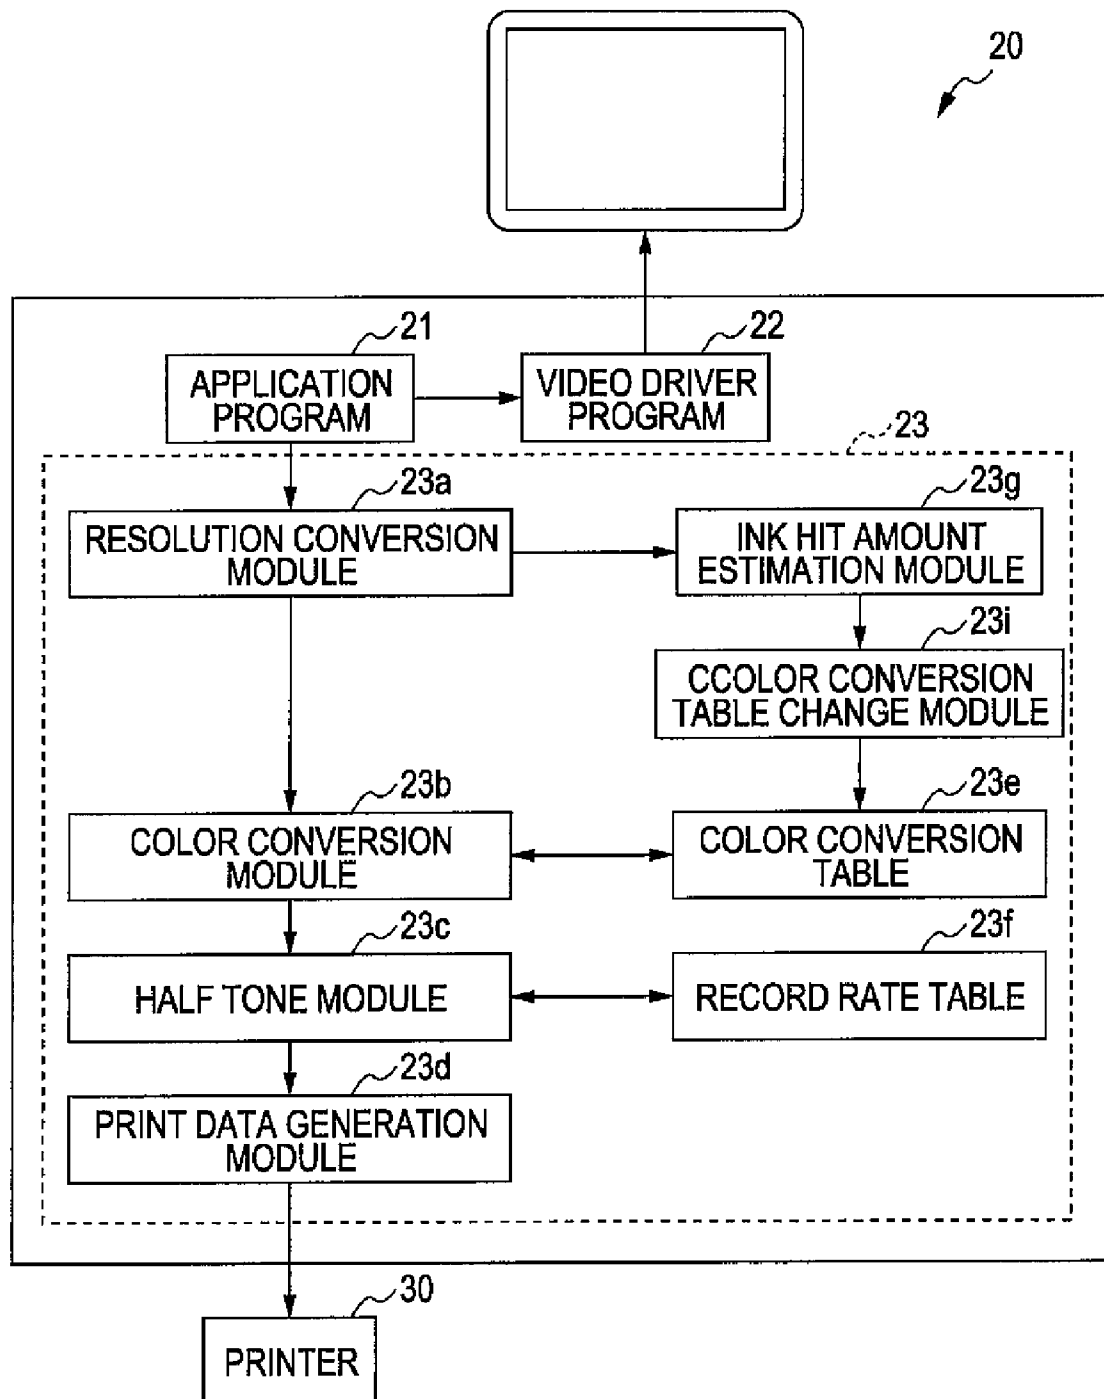 20
21
22
APPLICATION
PROGRAM
VIDEO DRIVER
PROGRAM
23
23a
23g
RESOLUTION CONVERSION
MODULE
INK HIT AMOUNT
ESTIMATION MODULE
23i
CCOLOR CONVERSION
TABLE CHANGE MODULE
23b
23e
COLOR CONVERSION
MODULE
COLOR CONVERSION
TABLE
23c
23f
HALF TONE MODULE
RECORD RATE TABLE
23d
PRINT DATA GENERATION
MODULE
30
PRINTER